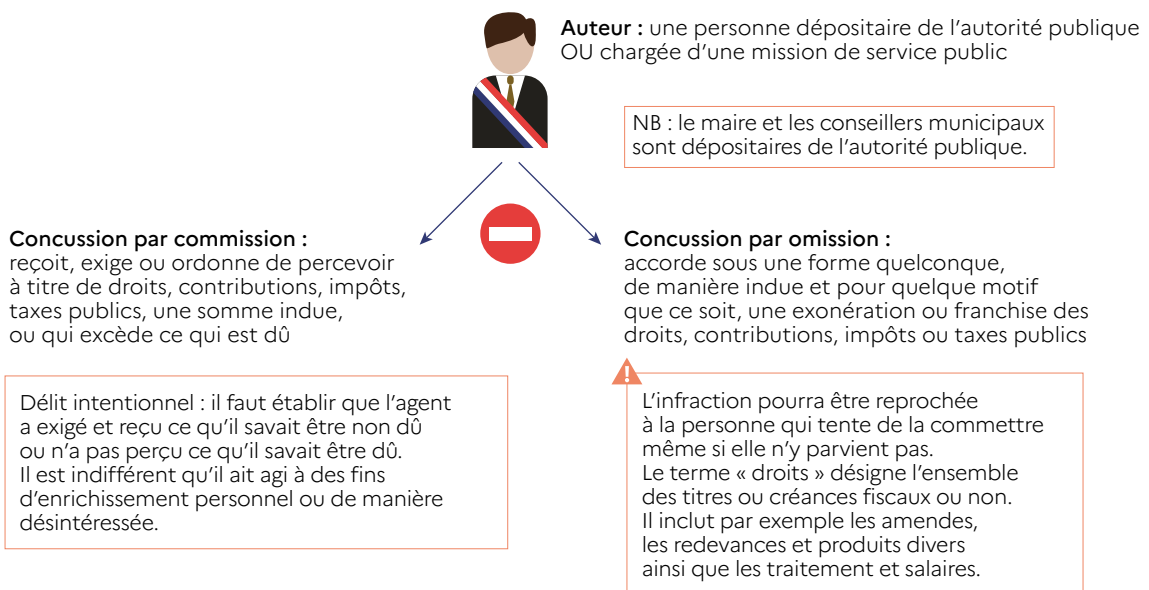 Auteur : une personne dépositaire de l’autorité publique
OU chargée d’une mission de service public
NB : le maire et les conseillers municipaux
sont dépositaires de l’autorité publique.
Concussion par commission :
reçoit, exige ou ordonne de percevoir
à titre de droits, contributions, impôts,
taxes publics, une somme indue,
ou qui excède ce qui est dû
Concussion par omission :
accorde sous une forme quelconque,
de manière indue et pour quelque motif
que ce soit, une exonération ou franchise des
droits, contributions, impôts ou taxes publics
Délit intentionnel : il faut établir que l’agent
a exigé et reçu ce qu’il savait être non dû
ou n’a pas perçu ce qu’il savait être dû.
Il est indifférent qu’il ait agi à des fins
d’enrichissement personnel ou de manière
désintéressée.
L’infraction pourra être reprochée
à la personne qui tente de la commettre
même si elle n’y parvient pas.
Le terme « droits » désigne l’ensemble
des titres ou créances fiscaux ou non.
Il inclut par exemple les amendes,
les redevances et produits divers
ainsi que les traitement et salaires.